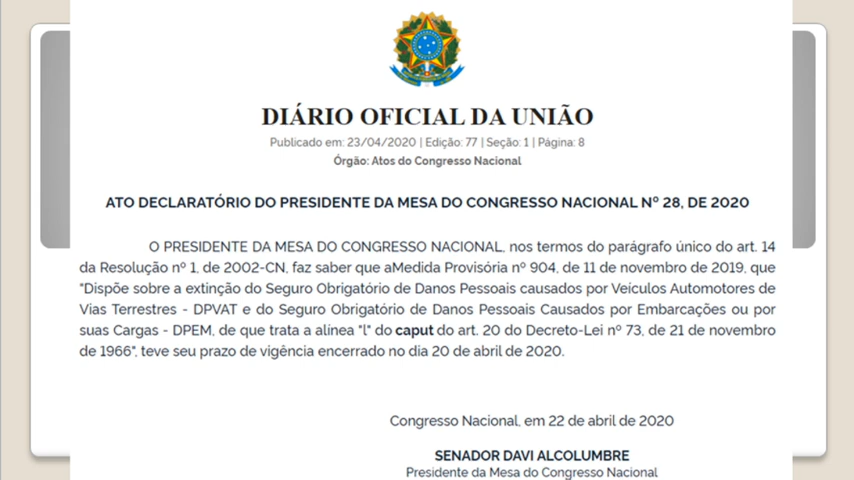 DIÁRIO OFICIAL DA UNIÃO
Publicado em: 23/04/2020 | Edição: 77 | Seção: 1 | Página: 8
Órgão: Atos do Congresso Nacional
ATO DECLARATÓRIO DO PRESIDENTE DA MESA DO CONGRESSO NACIONAL Nº 28, DE 2020
O PRESIDENTE DA MESA DO CONGRESSO NACIONAL, nos termos do parágrafo único do art. 14
da Resolução nº 1, de 2002-CN, faz saber que aMedida Provisória nº 904, de 11 de novembro de 2019, que
"Dispõe sobre a extinção do Seguro Obrigatório de Danos Pessoais causados por Veículos Automotores de
Vias Terrestres - DPVAT e do Seguro Obrigatório de Danos Pessoais Causados por Embarcações ou por
suas Cargas - DPEM, de que trata a alínea "l" do caput do art. 20 do Decreto-Lei nº 73, de 21 de novembro
de 1966", teve seu prazo de vigência encerrado no dia 20 de abril de 2020.
Congresso Nacional, em 22 de abril de 2020
SENADOR DAVI ALCOLUMBRE
Presidente da Mesa do Congresso Nacional